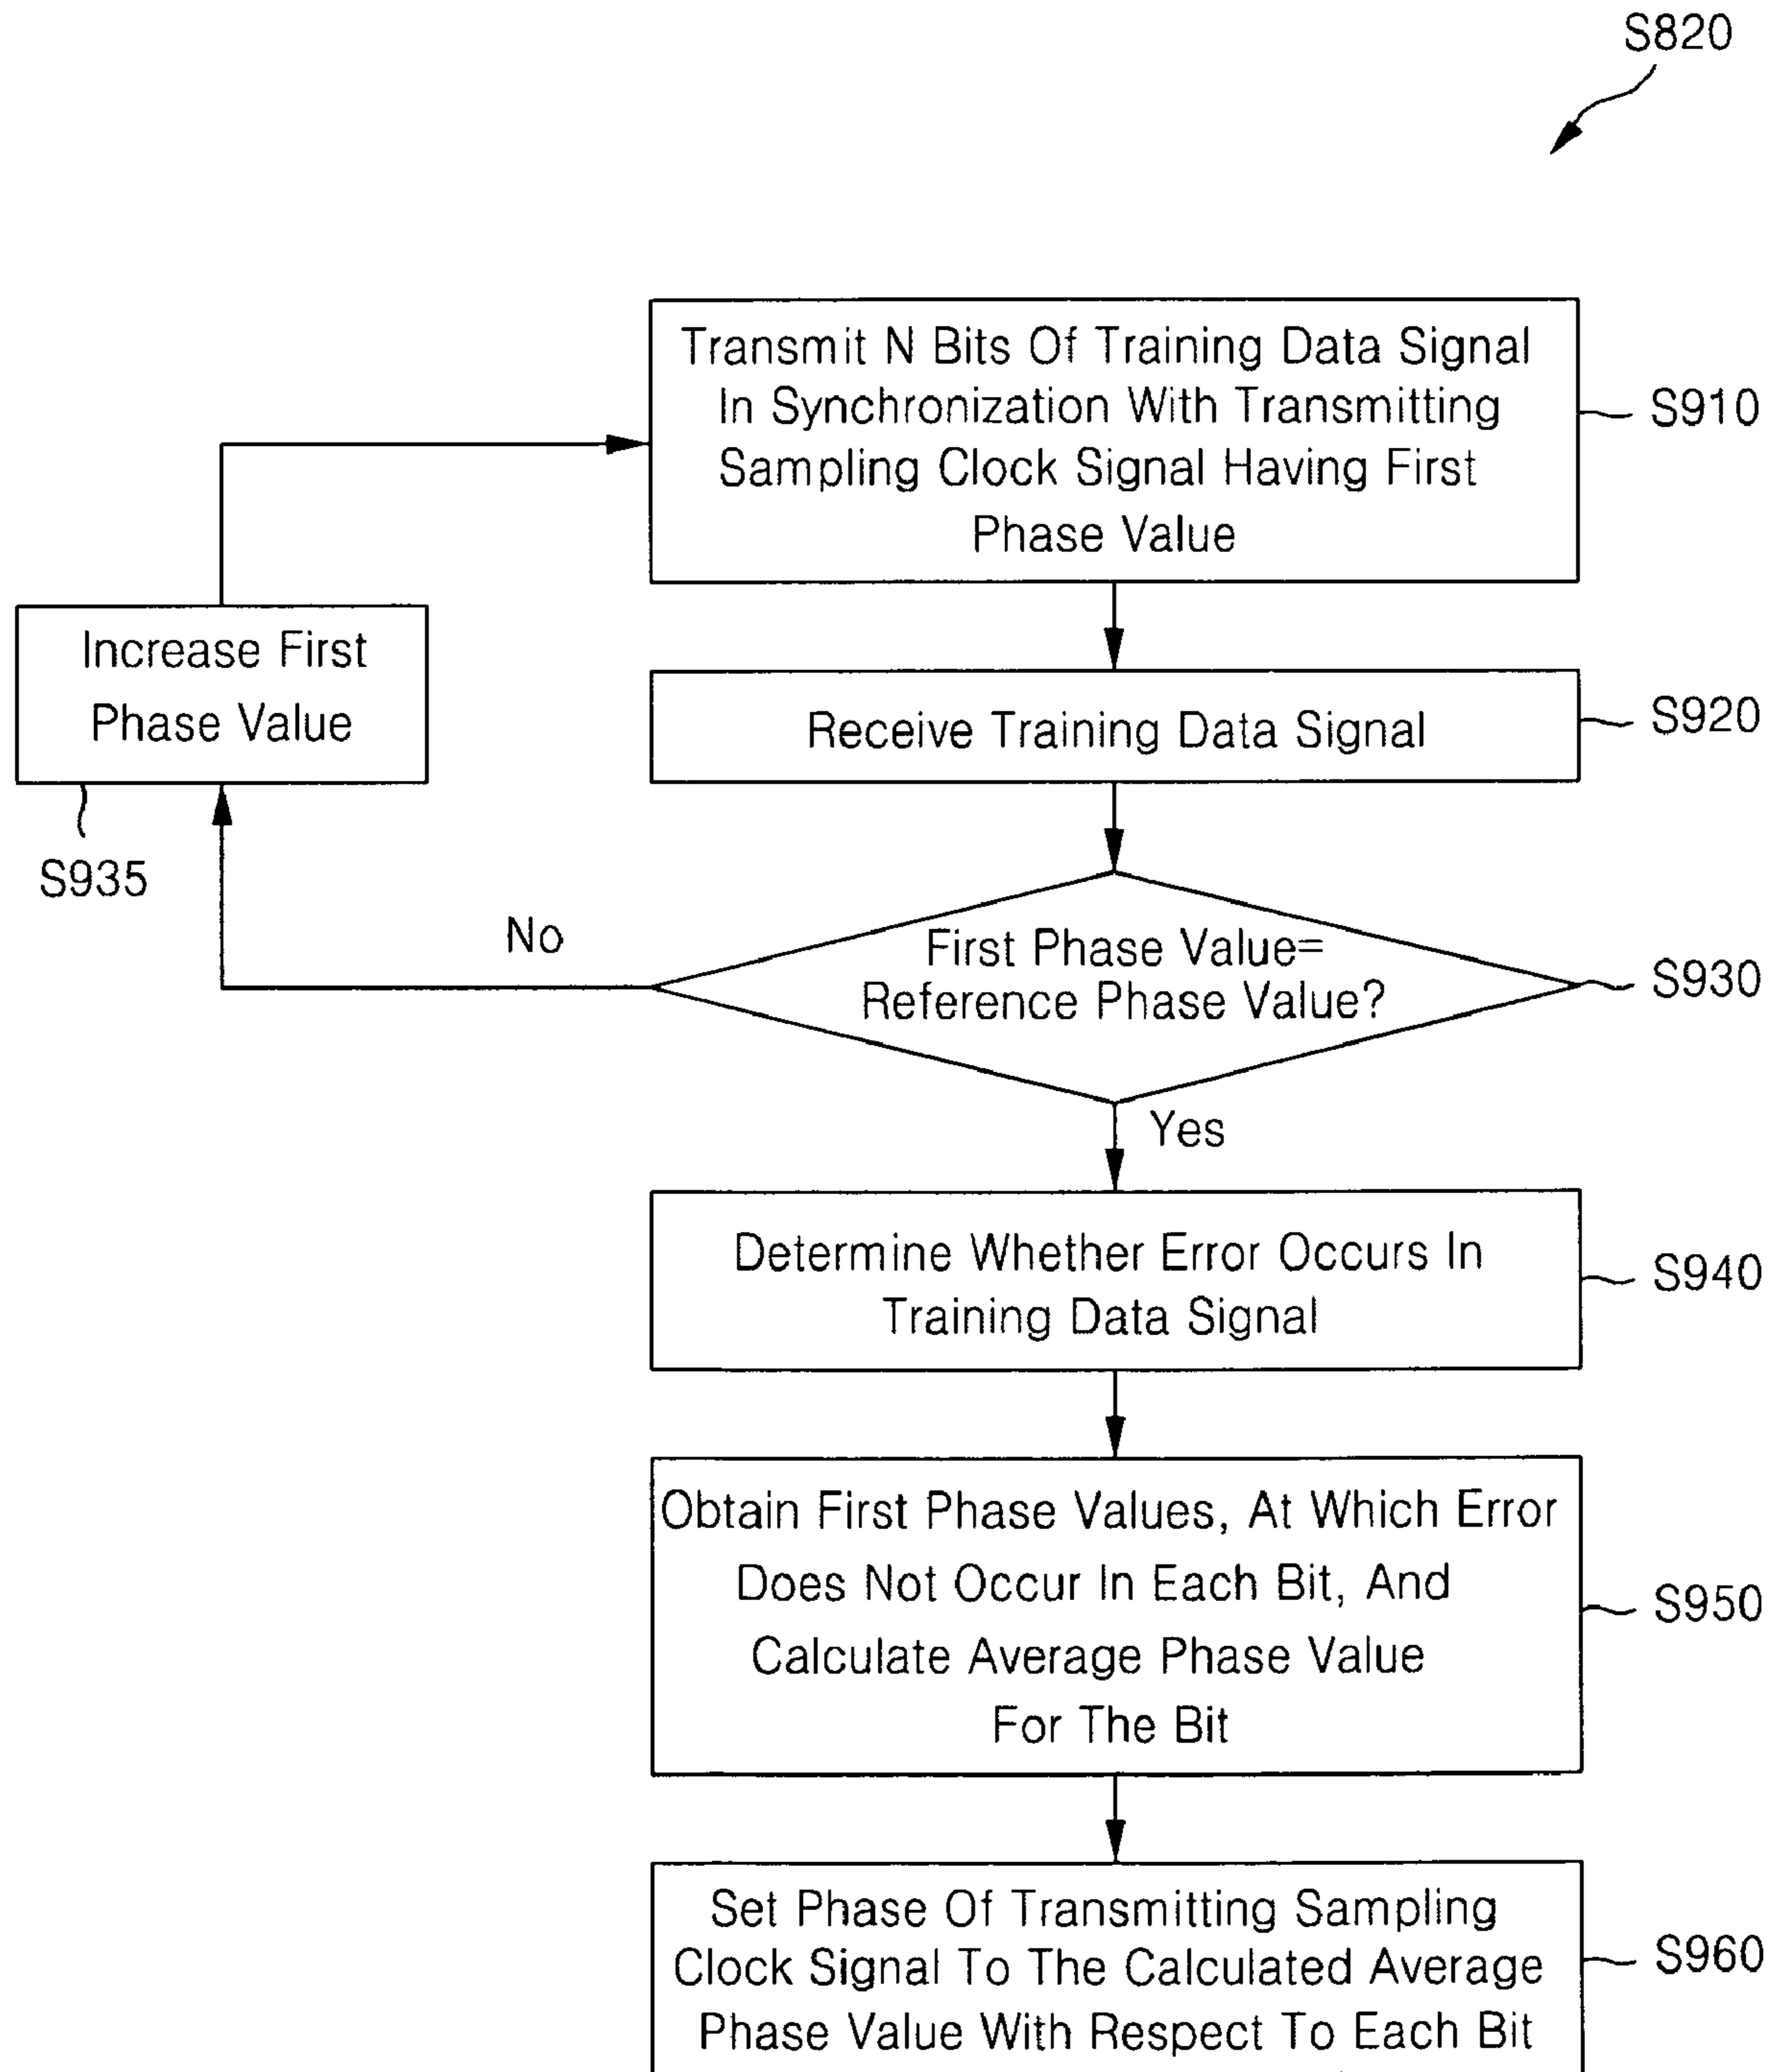 S820
Transmit N Bits Of Training Data Signal
In Synchronization With Transmitting
Sampling Clock Signal Having First
Phase Value
S910
Increase First
Phase Value
S935
Receive Training Data Signal
S920
No
First Phase Value=
Reference Phase Value?
S930
Yes
Determine Whether Error Occurs In
Training Data Signal
S940
Obtain First Phase Values, At Which Error
Does Not Occur In Each Bit, And
Calculate Average Phase Value
For The Bit
S950
Set Phase Of Transmitting Sampling
Clock Signal To The Calculated Average
Phase Value With Respect To Each Bit
S960